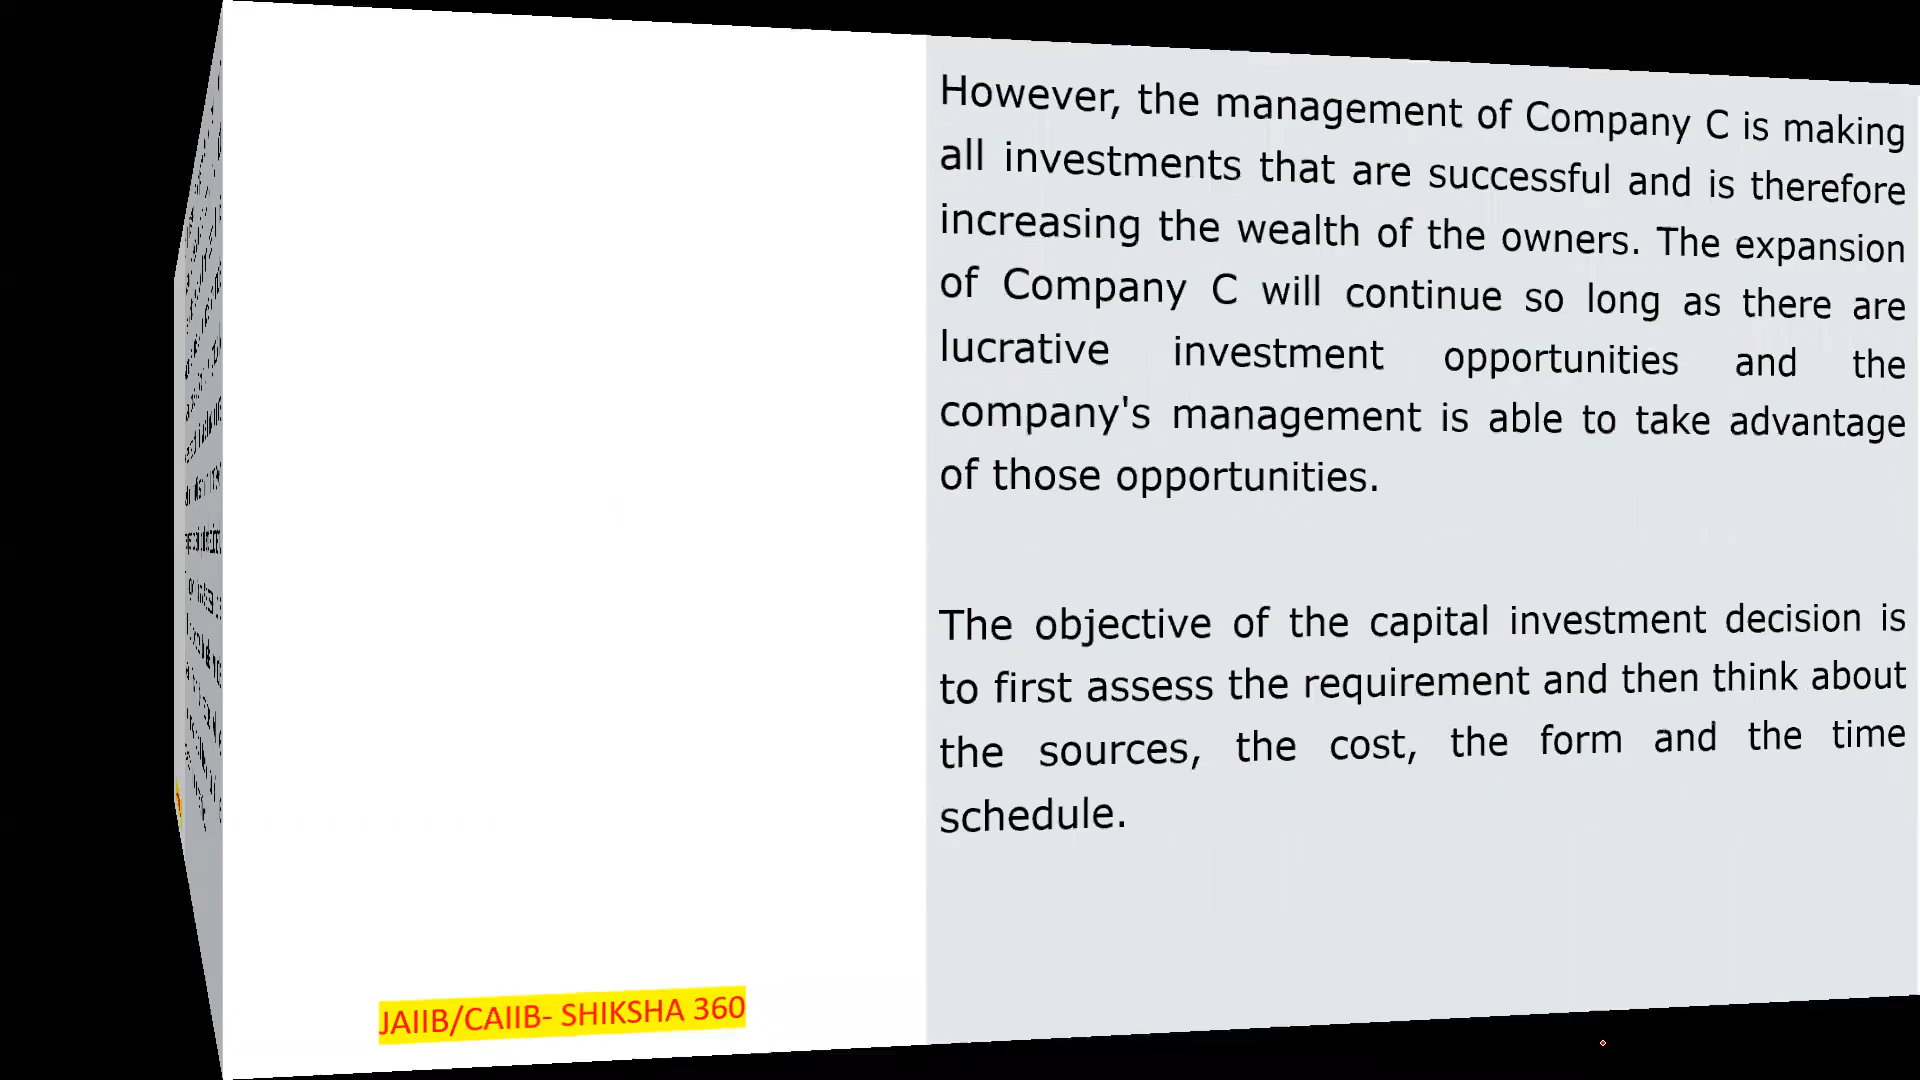 However, the management of Company C is making
all investments that are successful and is therefore
increasing the wealth of the owners. The expansion
of Company C will continue so long as there are
lucrative investment opportunities and the
company's management is able to take advantage
of those opportunities.
The objective of the capital investment decision is
to first assess the requirement and then think about
the sources, the cost, the form and the time
schedule.
JAIIB/CAIIB- SHIKSHA 360